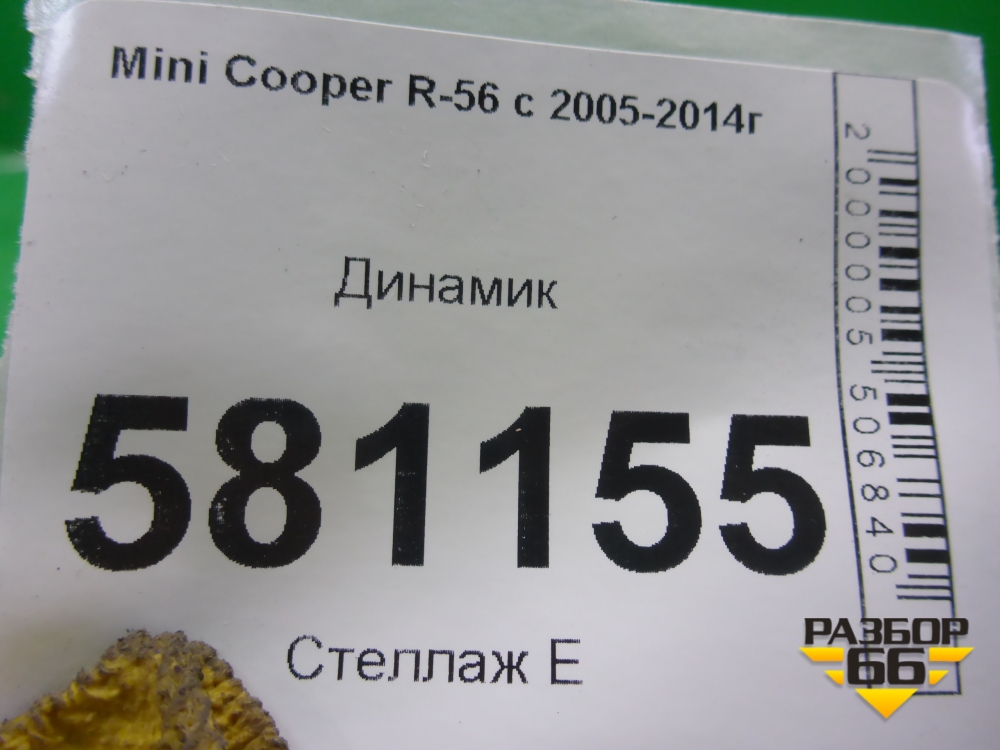 Mini Cooper R-56 с 2005-2014г
Динамик
581155
Стеллаж Е
2000005506840
РАЗБОР
66